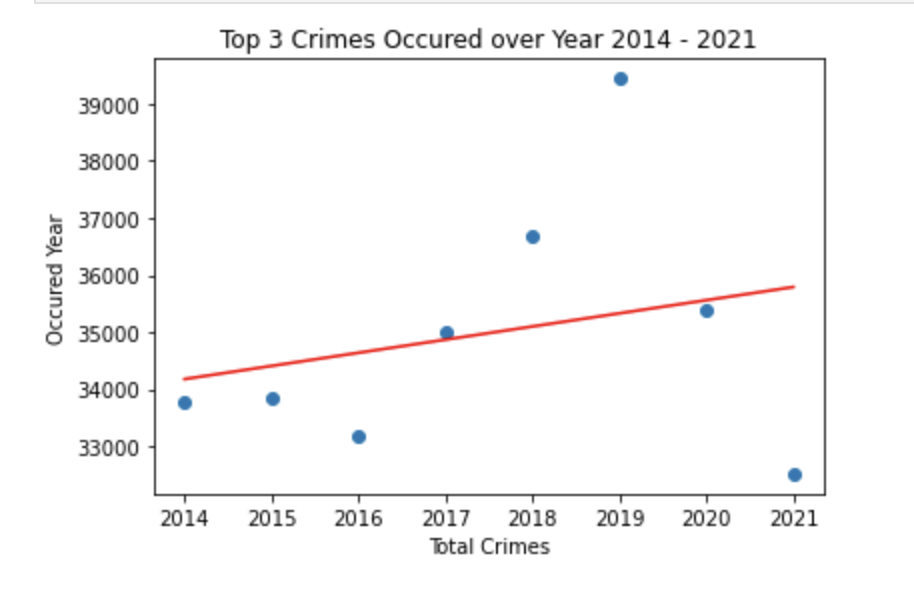 Top 3 Crimes Occured over Year 2014 - 2021
39000
38000
37000
36000
35000
34000
33000
Occured Year
2014 2015 2016 2017 2018 2019 2020 2021
Total Crimes